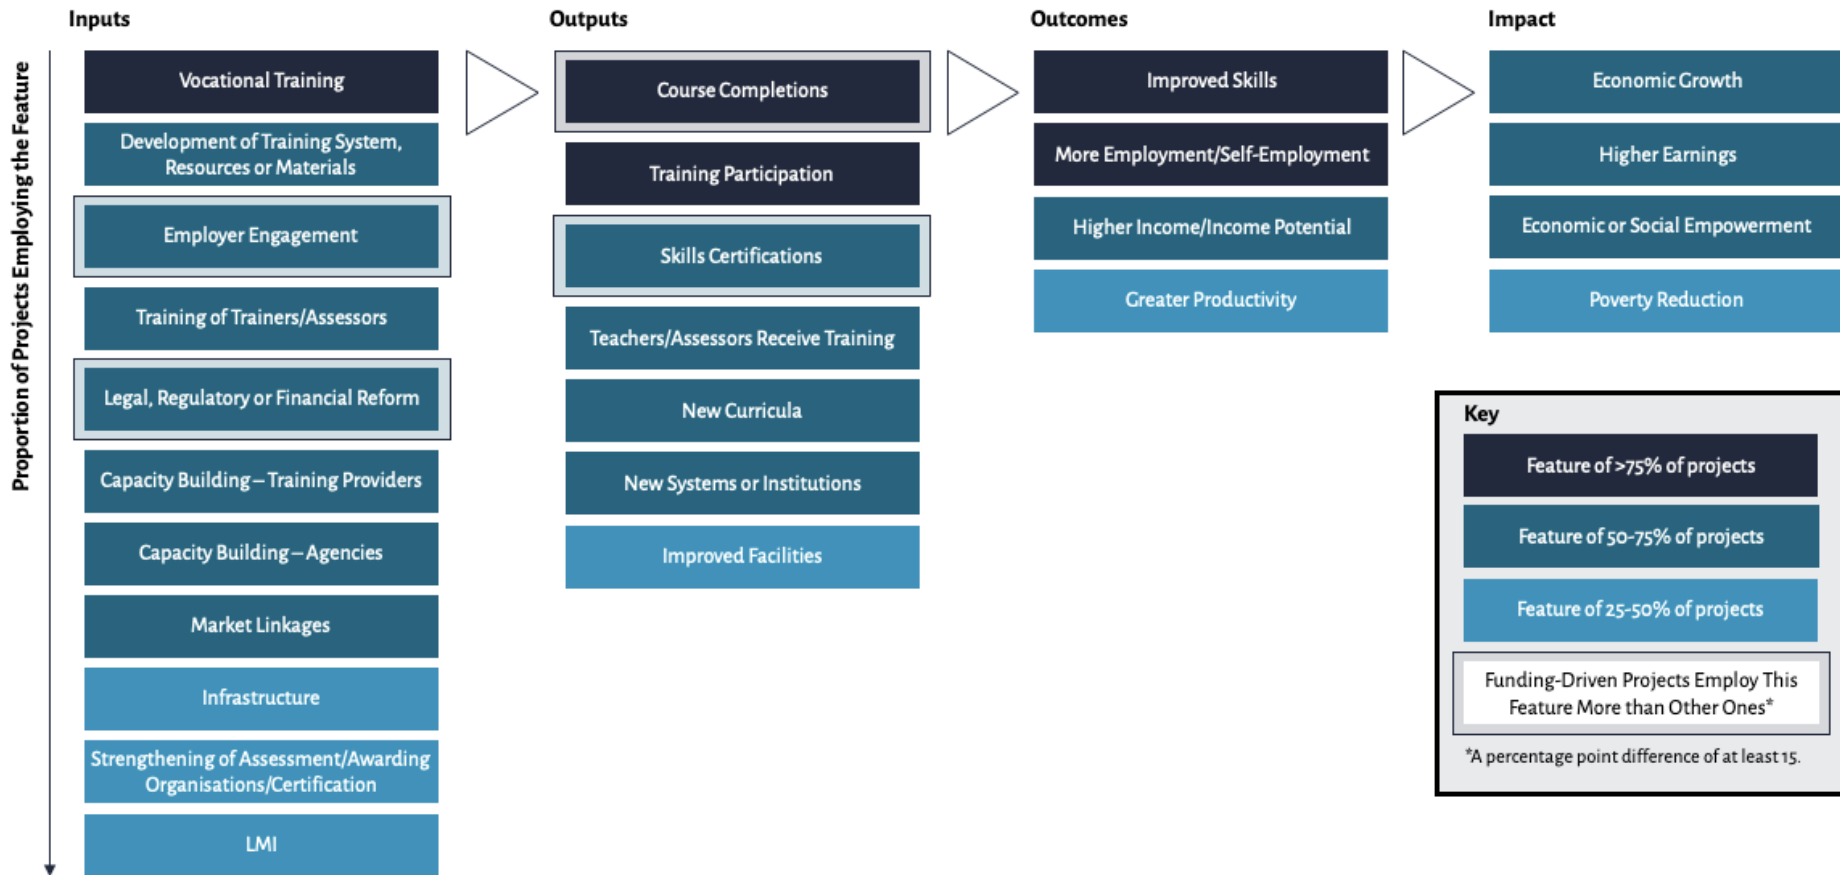 Proportion of Projects Employing the Feature
Inputs
Vocational Training
Development of Training System,
Resources or Materials
Employer Engagement
Training of Trainers/Assessors
Legal, Regulatory or Financial Reform
Capacity Building – Training Providers
Capacity Building – Agencies
Market Linkages
Infrastructure
Strengthening of Assessment/Awarding
Organisations/Certification
LMI
Outputs
Course Completions
Training Participation
Skills Certifications
Teachers/Assessors Receive Training
New Curricula
New Systems or Institutions
Improved Facilities
Outcomes
Improved Skills
More Employment/Self-Employment
Higher Income/Income Potential
Greater Productivity
Impact
Economic Growth
Higher Earnings
Economic or Social Empowerment
Poverty Reduction
Key
Feature of >75% of projects
Feature of 50-75% of projects
Feature of 25-50% of projects
Funding-Driven Projects Employ This
Feature More than Other Ones*
*A percentage point difference of at least 15.